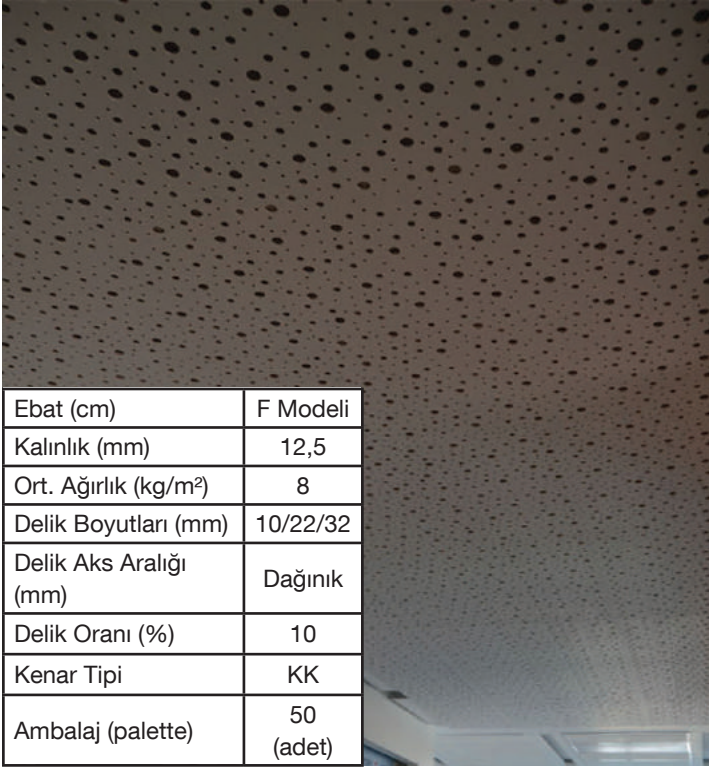 Ebat (cm) F Modeli
Kalınlık (mm) 12,5
Ort. Ağırlık (kg/m²) 8
Delik Boyutları (mm) 10/22/32
Delik Aks Aralığı
(mm) Dağınık
Delik Oranı (%) 10
Kenar Tipi KK
Ambalaj (palette) 50
(adet)